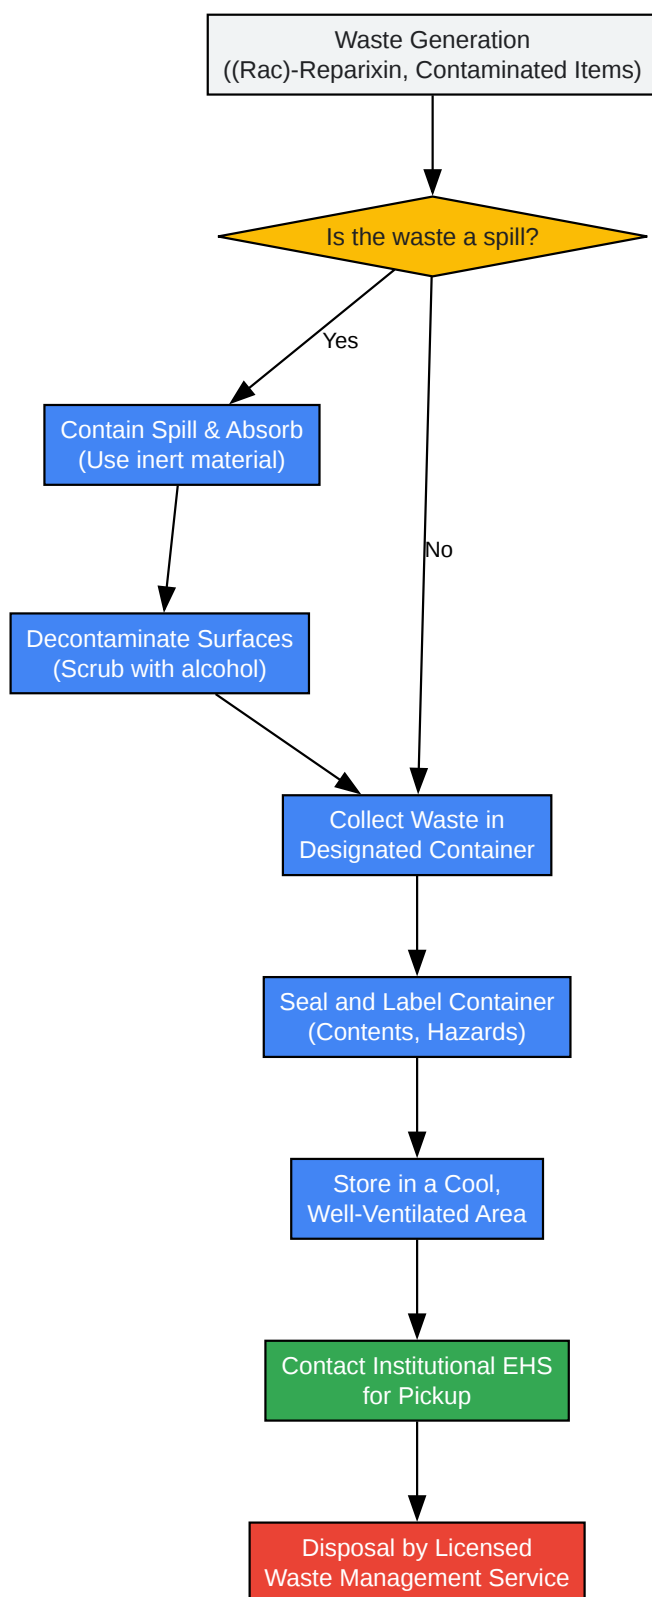 Waste Generation
((Rac)-Reparixin, Contaminated Items)
Is the waste a spill?
Yes
Contain Spill & Absorb
(Use inert material)
No
Decontaminate Surfaces
(Scrub with alcohol)
Collect Waste in
Designated Container
Seal and Label Container
(Contents, Hazards)
Store in a Cool,
Well-Ventilated Area
Contact Institutional EHS
for Pickup
Disposal by Licensed
Waste Management Service